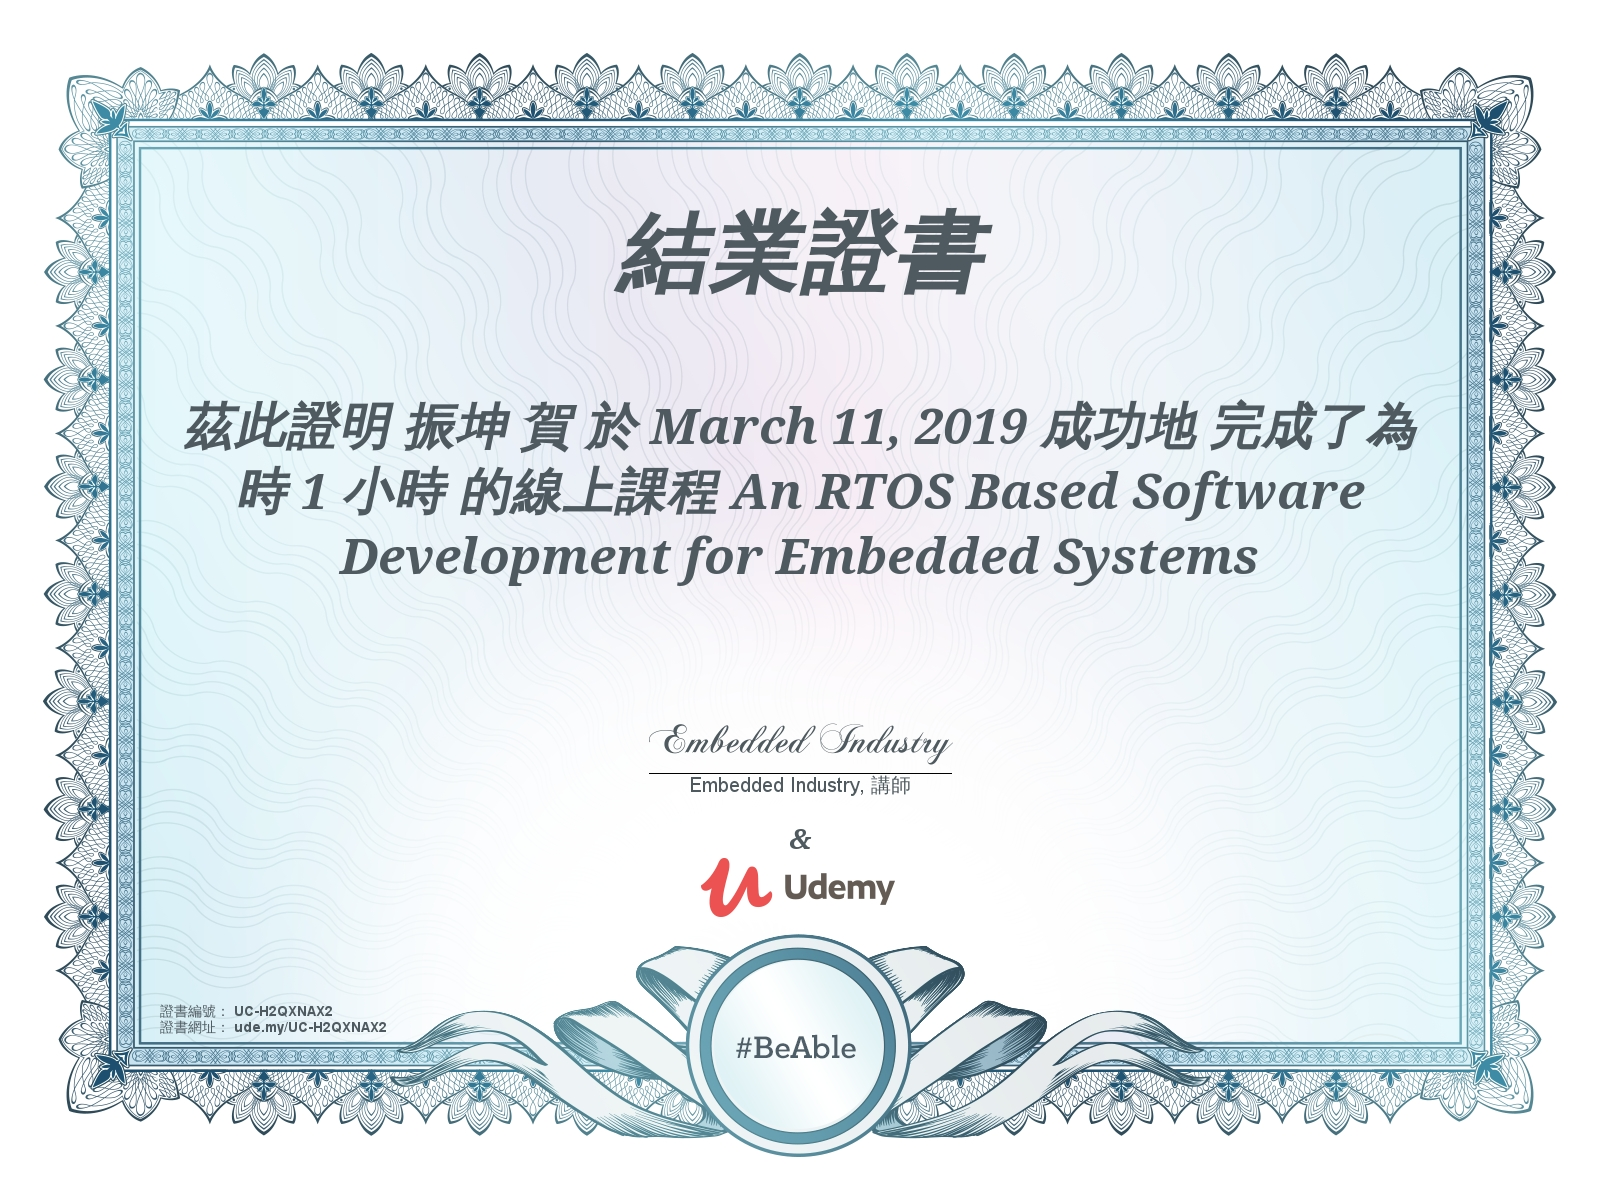 結業證書
茲此證明 振坤 賀 於 March 11, 2019 成功地 完成了為
時 1 小時 的線上課程 An RTOS Based Software
Development for Embedded Systems
Embedded Industry
Embedded Industry, 講師
&
Udemy
證書編號： UC-H2QXNAX2
證書網址： ude.my/UC-H2QXNAX2
#BeAble